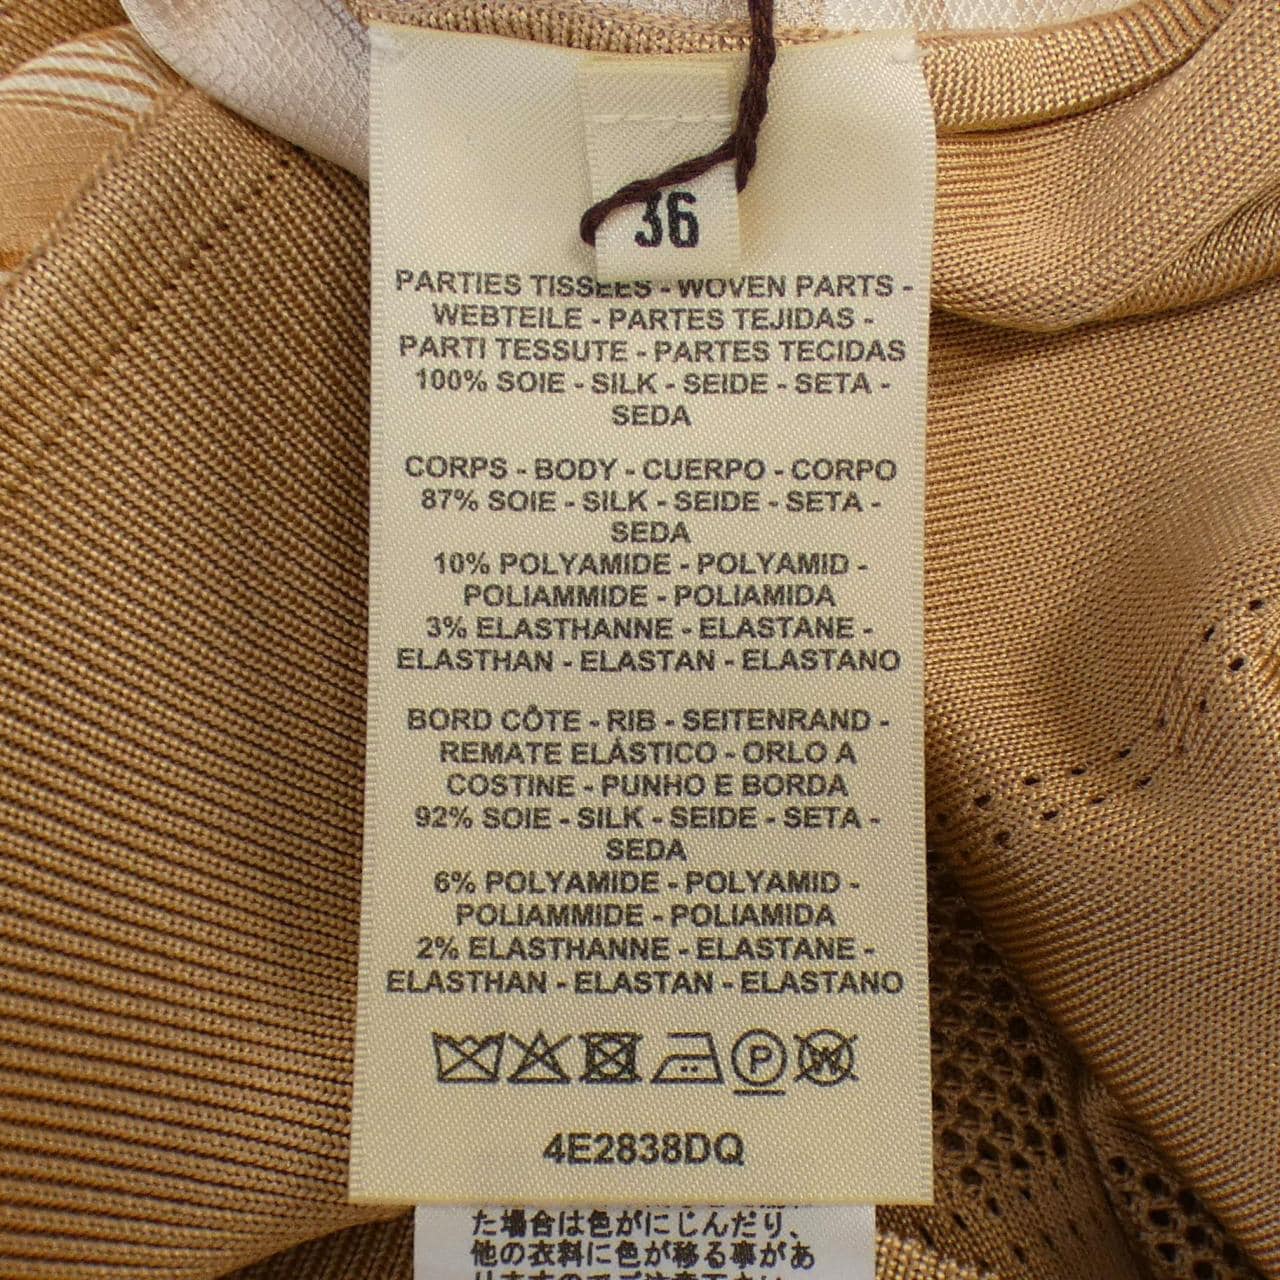 36
PARTIES TISSÉES - WOVEN PARTS -
WEBTEILE - PARTES TEJIDAS -
PARTI TESSUTE - PARTES TECIDAS
100% SOIE - SILK - SEIDE - SETA -
SEDA
CORPS - BODY - CUERPO - CORPO
87% SOIE - SILK - SEIDE - SETA -
SEDA
10% POLYAMIDE - POLYAMID -
POLIAMMIDE - POLIAMIDA
3% ELASTHANNE - ELASTANE -
ELASTHAN - ELASTAN - ELASTANO
BORD CÔTE - RIB - SEITENRAND -
REMATE ELÁSTICO - ORLO A
COSTINE - PUNHO E BORDA
92% SOIE - SILK - SEIDE - SETA -
SEDA
6% POLYAMIDE - POLYAMID -
POLIAMMIDE - POLIAMIDA
2% ELASTHANNE - ELASTANE -
ELASTHAN - ELASTAN - ELASTANO
P W
4E2838DQ
た場合は色がにじんだり、
他の衣料に色が移る事があ